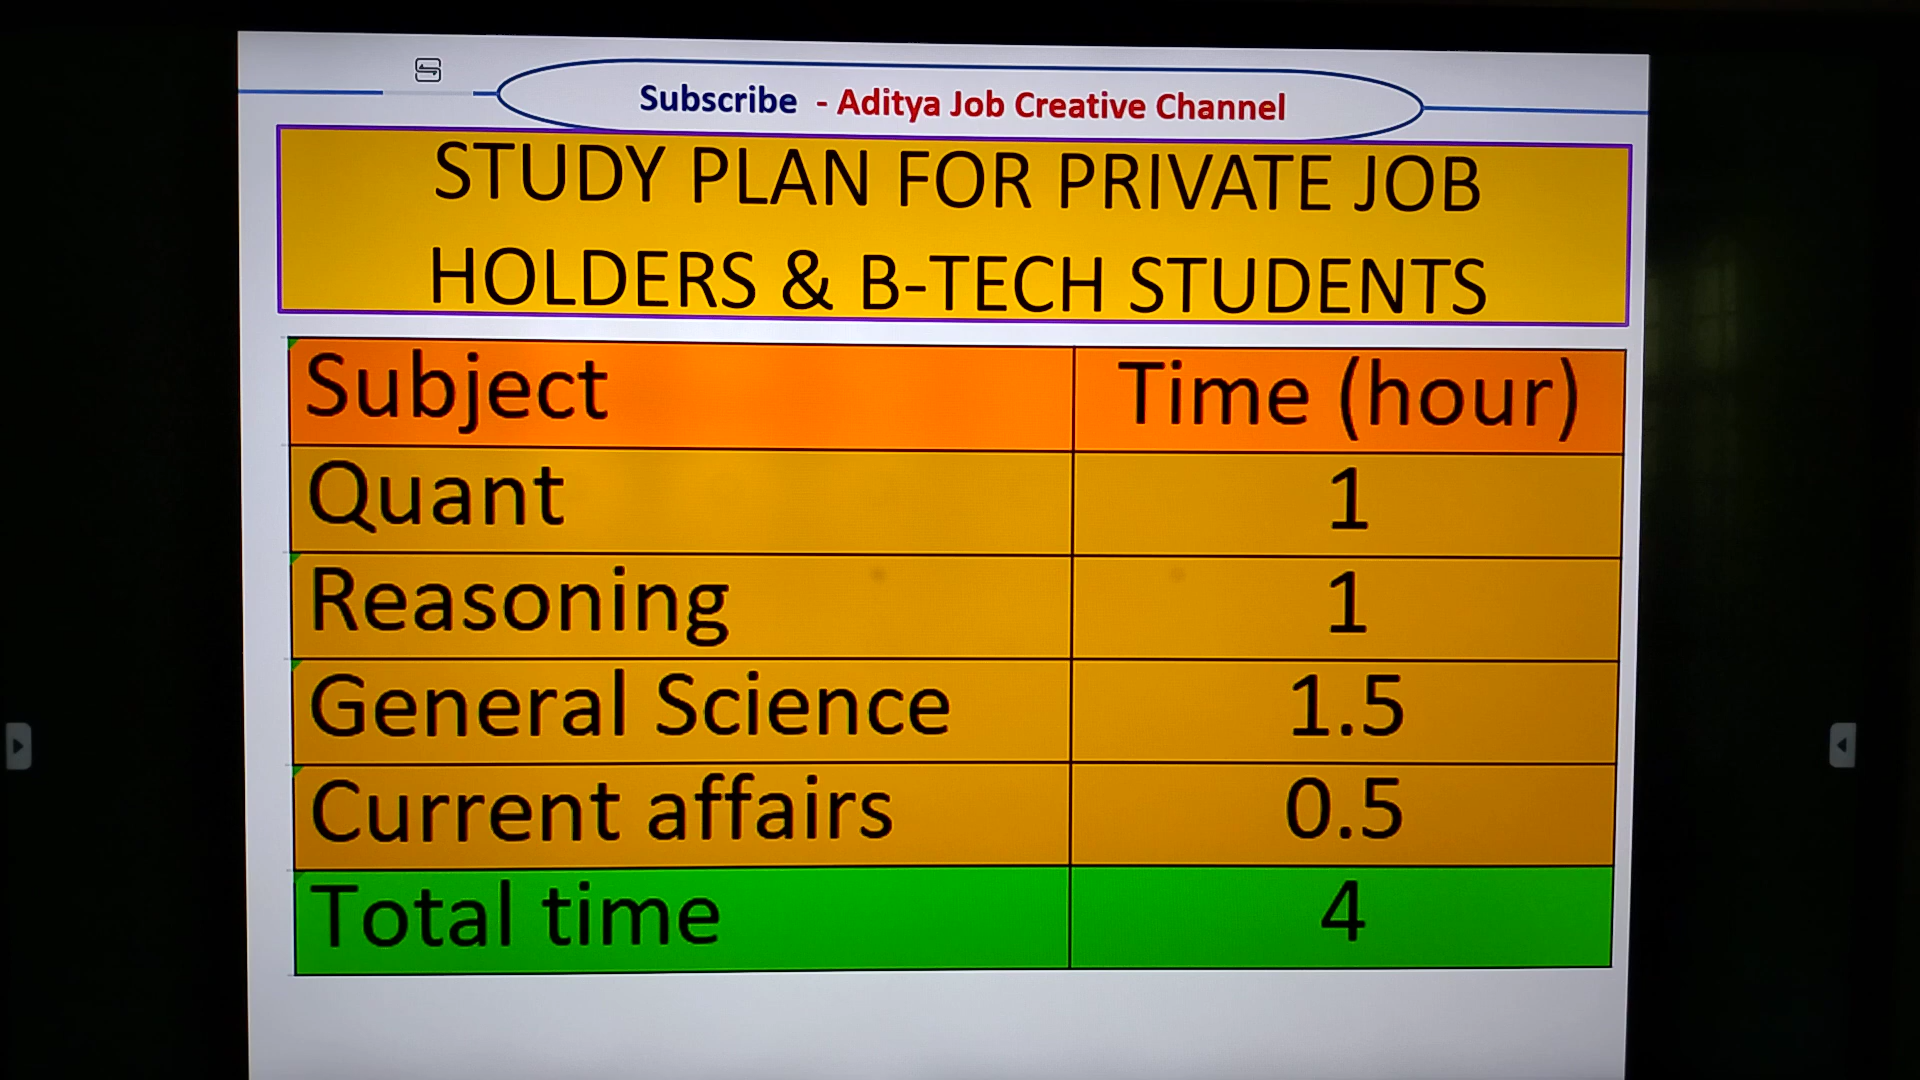 Subscribe - Aditya Job Creative Channel
STUDY PLAN FOR PRIVATE JOB
HOLDERS & B-TECH STUDENTS
Subject Time (hour)
Quant 1
Reasoning 1
General Science 1.5
Current affairs 0.5
Total time 4